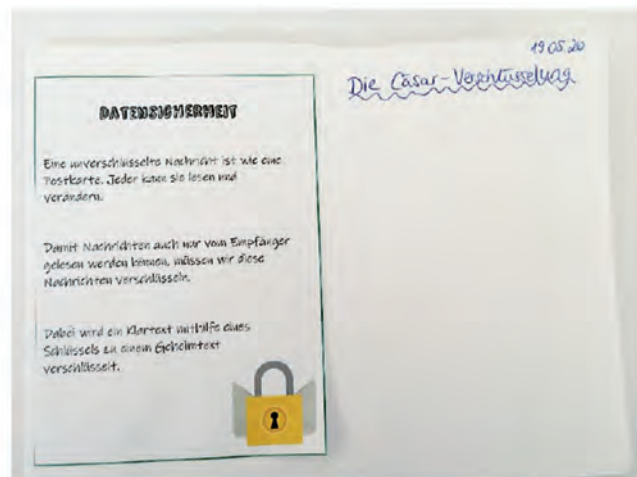 19.05.20
Die Cäsar-Verschlüsselung
DATENSICHERHEIT
Eine unverschlüsselte Nachricht ist wie eine
Postkarte. Jeder kann sie lesen und
verändern.
Damit Nachrichten auch nur vom Empfänger
gelesen werden können, müssen wir diese
Nachrichten verschlüsseln.
Dabei wird ein Klartext mithilfe eines
Schlüssels zu einem Geheimtext
verschlüsselt.